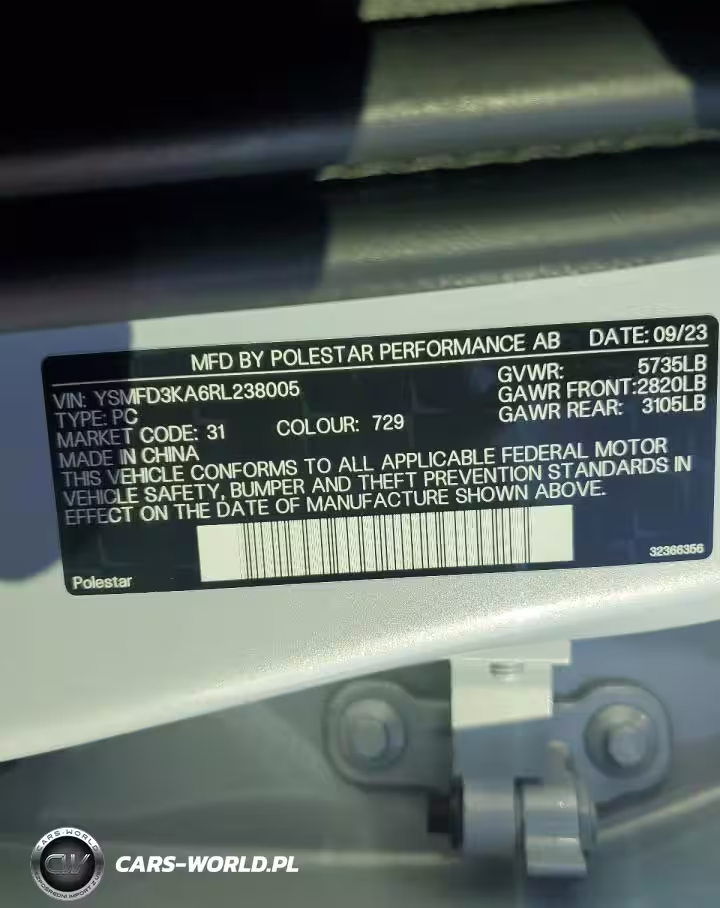 MFD BY POLESTAR PERFORMANCE AB DATE: 09/23
VIN: YSMFD3KA6RL238005
GVWR: 5735LB
TYPE: PC
GAWR FRONT:2820LB
MARKET CODE: 31 COLOUR: 729
GAWR REAR: 3105LB
MADE IN CHINA
THIS VEHICLE CONFORMS TO ALL APPLICABLE FEDERAL MOTOR
VEHICLE SAFETY, BUMPER AND THEFT PREVENTION STANDARDS IN
EFFECT ON THE DATE OF MANUFACTURE SHOWN ABOVE.
Polestar
32366356
CARS-WORLD
CW
CARS-WORLD.PL